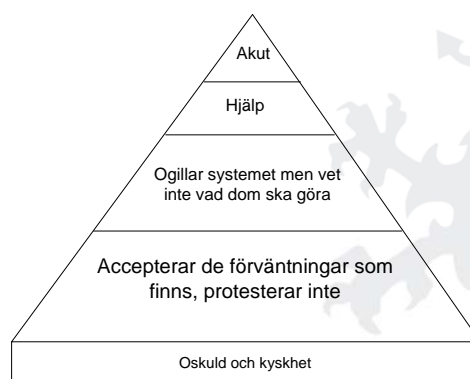 Akut
Hjälp
Ogillar systemet men vet
inte vad dom ska göra
Accepterar de förväntningar som
finns, protesterar inte
Oskuld och kyskhet